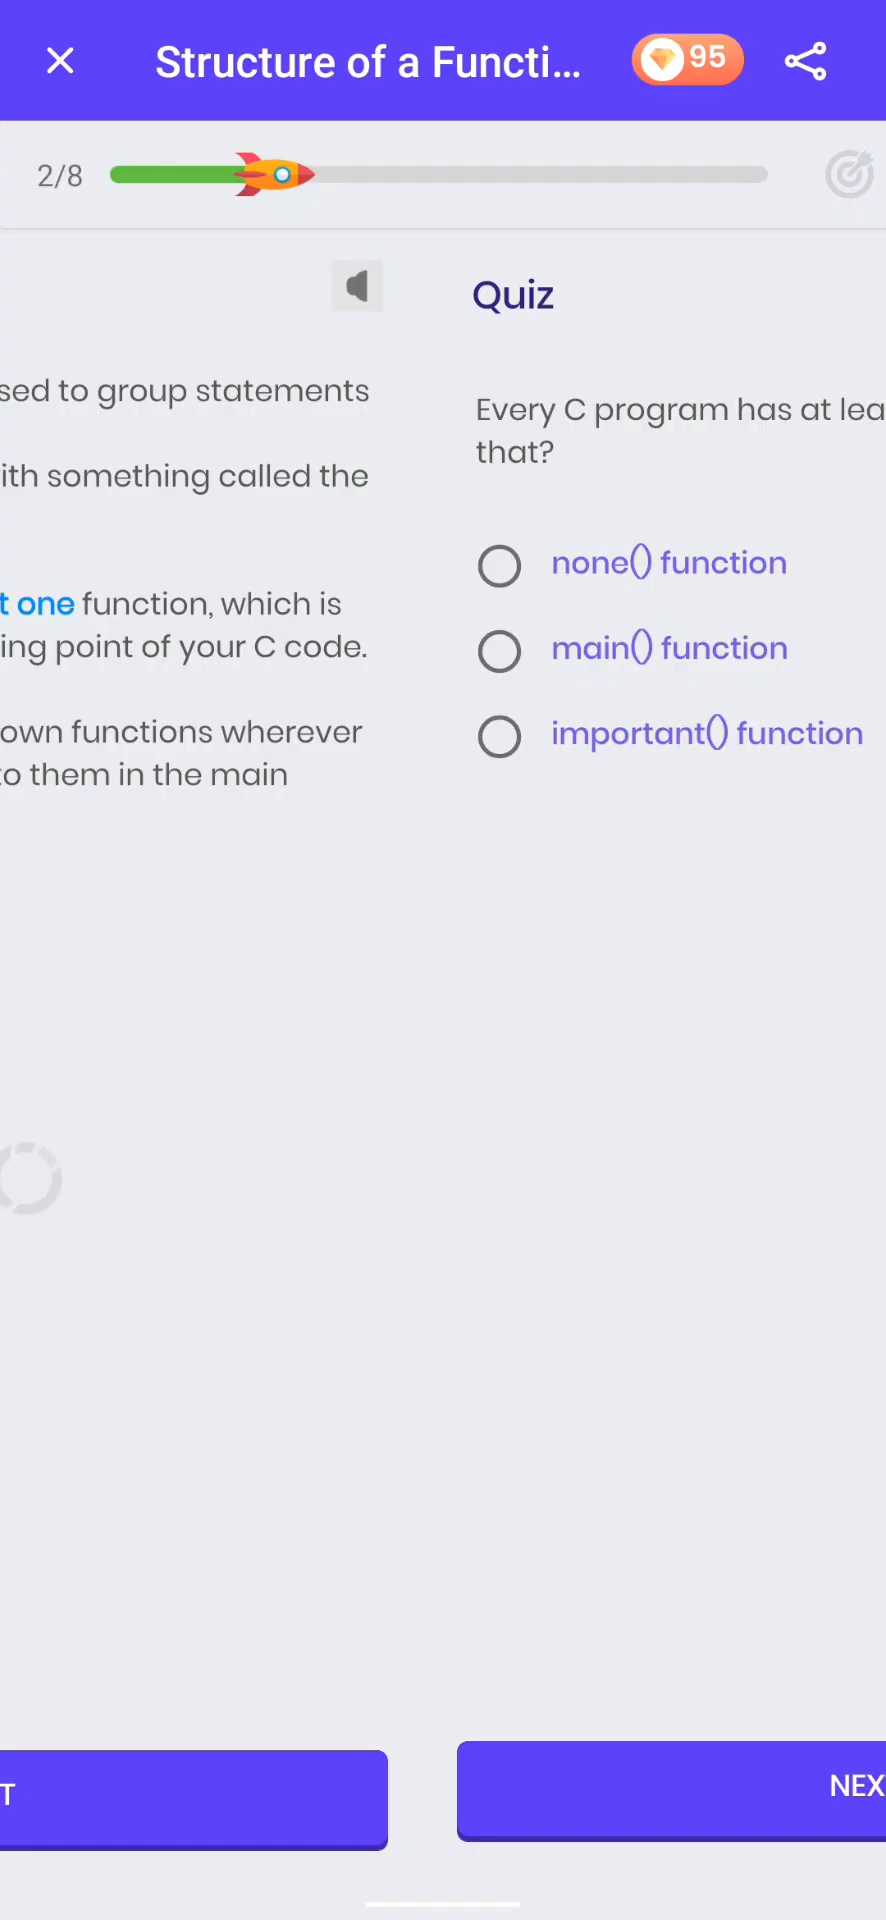 Structure of a Functi...
95
2/8
sed to group statements
ith something called the
t one function, which is
ing point of your C code.
own functions wherever
to them in the main
T
Quiz
Every C program has at lea
that?
none() function
main() function
important() function
NEX